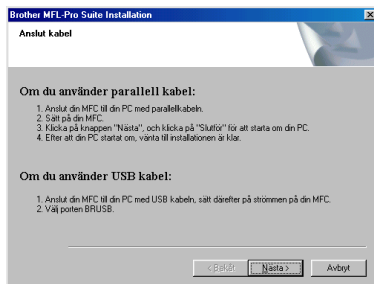 Brother MFL-Pro Suite Installation
Anslut kabel
Om du använder parallell kabel:
1. Anslut din MFC till din PC med parallellkabeln.
2. Sätt på din MFC.
3. Klicka på knappen "Nästa", och klicka på "Slutför" för att starta om din PC.
4. Efter att din PC startat om, vänta till installationen är klar.
Om du använder USB kabel:
1. Anslut din MFC till din PC med USB kabeln, sätt därefter på strömmen på din MFC.
2. Välj porten BRUSB.
< Bakåt Nästa > Avbryt